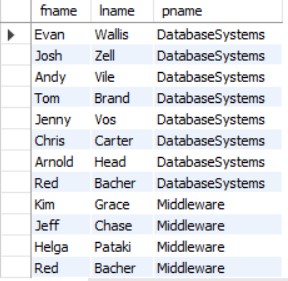 fname lname pname
Evan Wallis DatabaseSystems
Josh Zell DatabaseSystems
Andy Vile DatabaseSystems
Tom Brand DatabaseSystems
Jenny Vos DatabaseSystems
Chris Carter DatabaseSystems
Arnold Head DatabaseSystems
Red Bacher DatabaseSystems
Kim Grace Middleware
Jeff Chase Middleware
Helga Pataki Middleware
Red Bacher Middleware